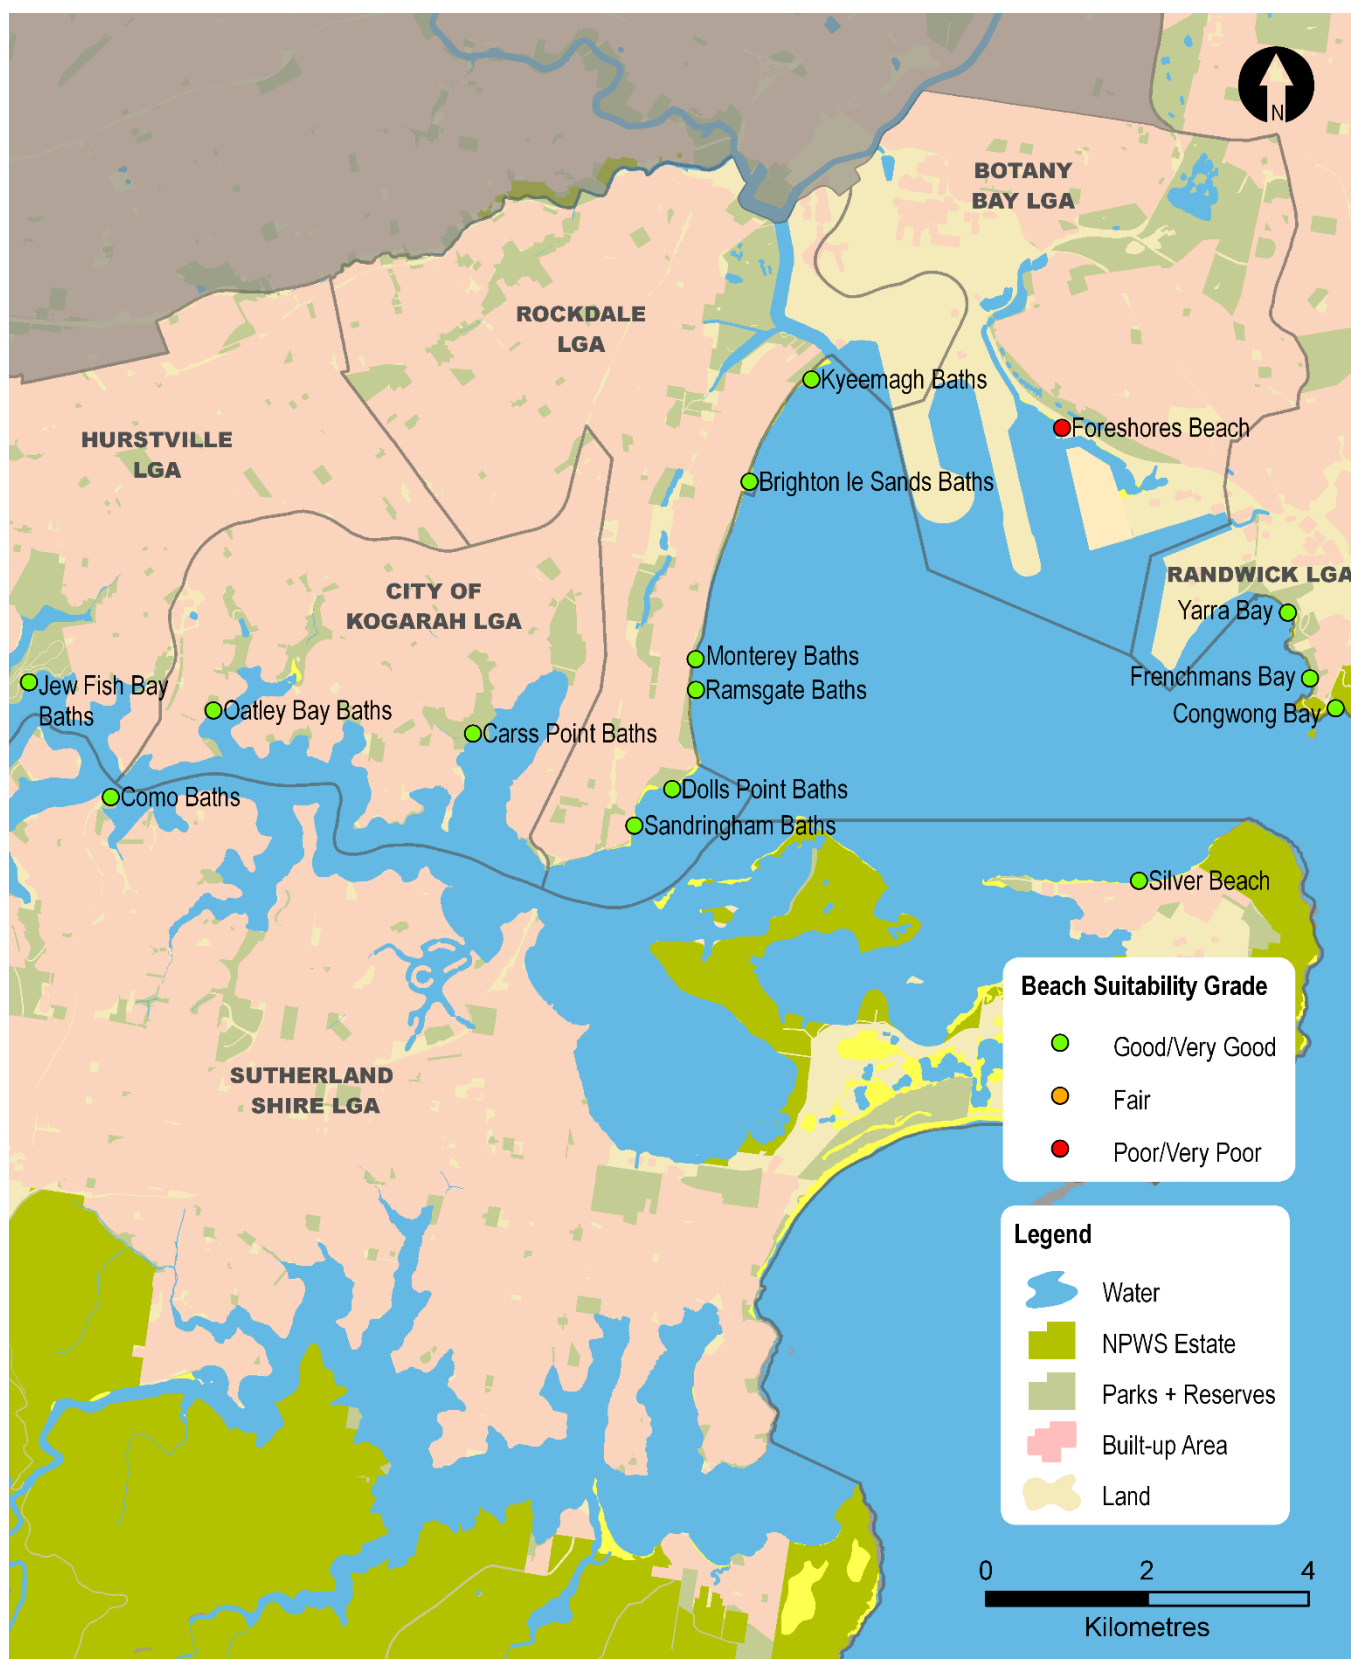 N
BOTANY
BAY LGA
ROCKDALE
LGA
Kyeemagh Baths
HURSTVILLE
LGA
Foreshores Beach
Brighton le Sands Baths
RANDWICK LGA
CITY OF
KOGARAH LGA
Yarra Bay
Monterey Baths
Ramsgate Baths
Frenchmans Bay
Jew Fish Bay
Baths
Oatley Bay Baths
Congwong Bay
Carss Point Baths
Dolls Point Baths
Como Baths
Sandringham Baths
Silver Beach
SUTHERLAND
SHIRE LGA
Beach Suitability Grade
Good/Very Good
Fair
Poor/Very Poor
Legend
Water
NPWS Estate
Parks + Reserves
Built-up Area
Land
0 2 4
Kilometres